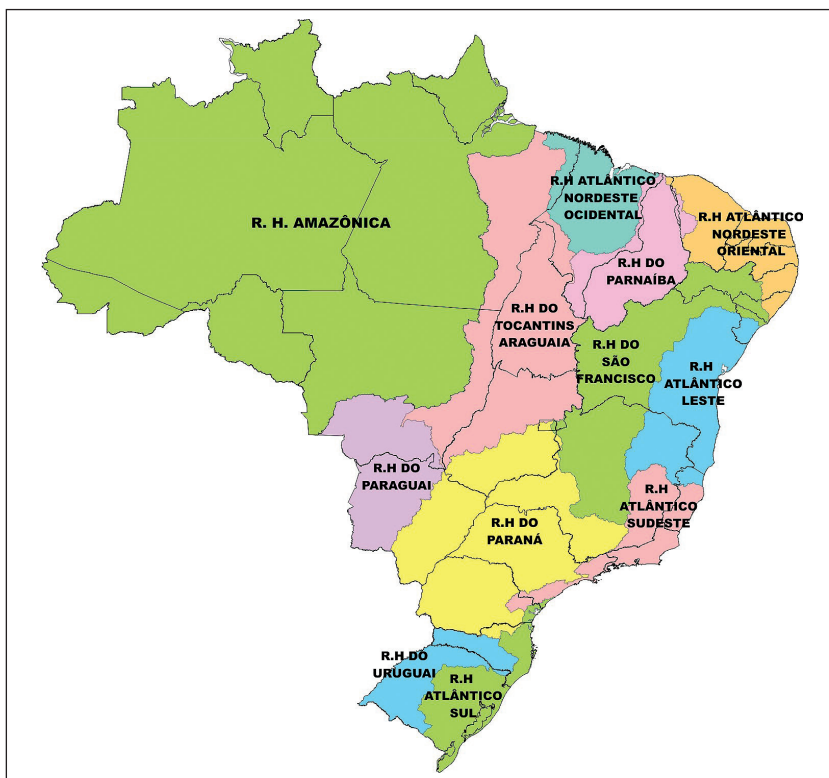 R.H ATLÂNTICO
NORDESTE
OCIDENTAL
R.H ATLÂNTICO
NORDESTE
ORIENTAL
R. H. AMAZÔNICA
R.H DO
PARNAÍBA
R.H DO
TOCANTINS
ARAGUAIA
R.H DO
SÃO
FRANCISCO
R.H
ATLÂNTICO
LESTE
R.H DO
PARAGUAI
R.H
ATLÂNTICO
SUDESTE
R.H DO
PARANÁ
R.H DO
URUGUAI
R.H
ATLÂNTICO
SUL